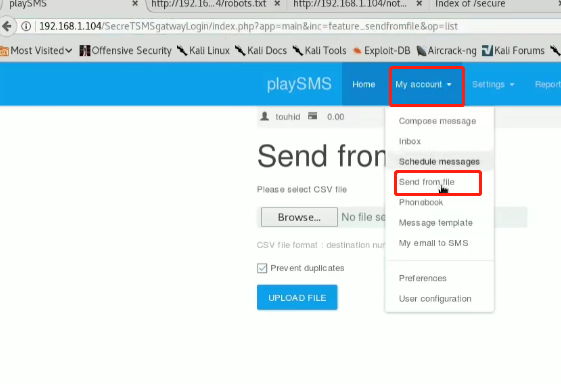 playSMS × http://192.16...4/robots.txt × http://192.168.1.104/not... × Index of /secure
192.168.1.104/SecreTSMSgatwayLogin/index.php?app=main&inc=feature_sendfromfile&op=list
Most Visited Offensive Security Kali Linux Kali Docs Kali Tools Exploit-DB Aircrack-ng Kali Forums
playSMS Home My account Settings Report
touhid 0.00
Compose message
Inbox
Send from
Schedule messages
Please select CSV file
Send from file
Phonebook
Browse... No file se
Message template
CSV file format : destination nu
My email to SMS
Prevent duplicates
Preferences
UPLOAD FILE
User configuration